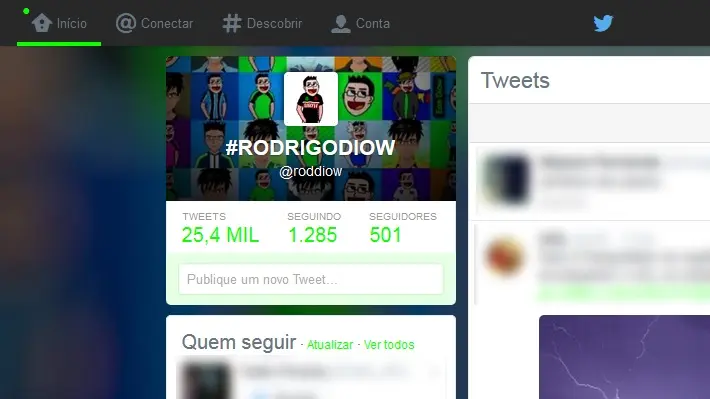 Início
Conectar
Descobrir
Conta
#RODRIGODIOW
@roddiow
TWEETS
SEGUINDO
SEGUIDORES
25,4 MIL
1.285
501
Publique um novo Tweet...
Quem seguir · Atualizar · Ver todos
Tweets